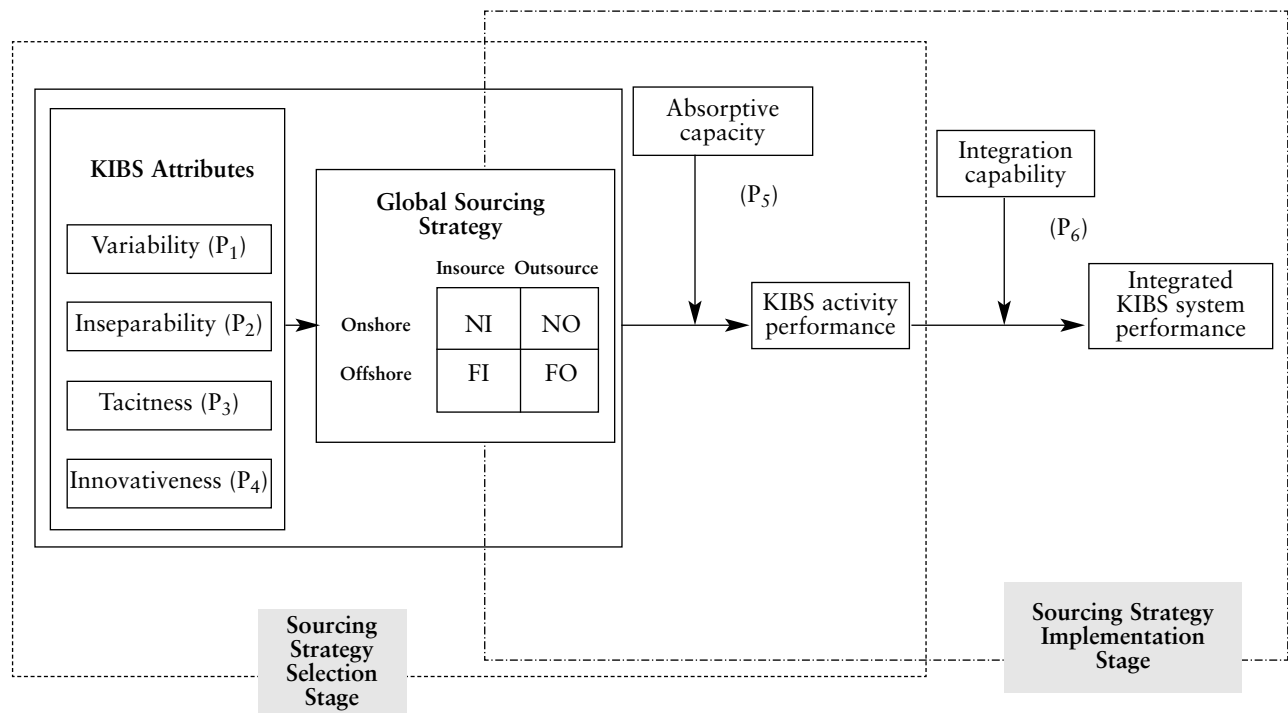 KIBS Attributes
Variability (P1)
Inseparability (P2)
Tacitness (P3)
Innovativeness (P4)
Global Sourcing
Strategy
Insource Outsource
Onshore NI NO
Offshore FI FO
Absorptive
capacity
(P5)
KIBS activity
performance
Integration
capability
(P6)
Integrated
KIBS system
performance
Sourcing
Strategy
Selection
Stage
Sourcing Strategy
Implementation
Stage